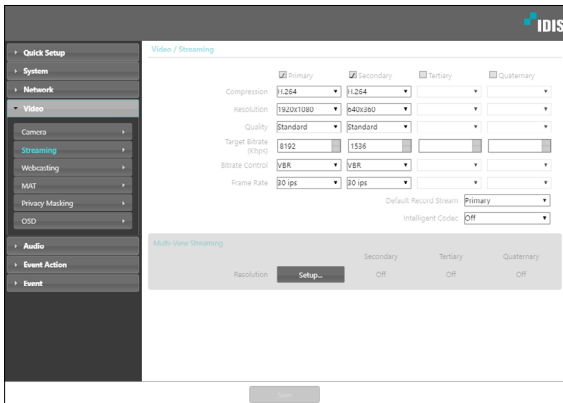 IDIS
Video / Streaming
Quick Setup
System
Network
Video
Camera
Streaming
Webcasting
MAT
Privacy Masking
OSD
Audio
Event Action
Event
Primary Secondary Tertiary Quaternary
Compression H.264 H.264
Resolution 1920x1080 640x360
Quality Standard Standard
Target Bitrate (Kbps) 8192 1536
Bitrate Control VBR VBR
Frame Rate 30 ips 30 ips
Default Record Stream Primary
Intelligent Codec Off
Multi-View Streaming
Secondary Tertiary Quaternary
Resolution Setup... Off Off Off
Save